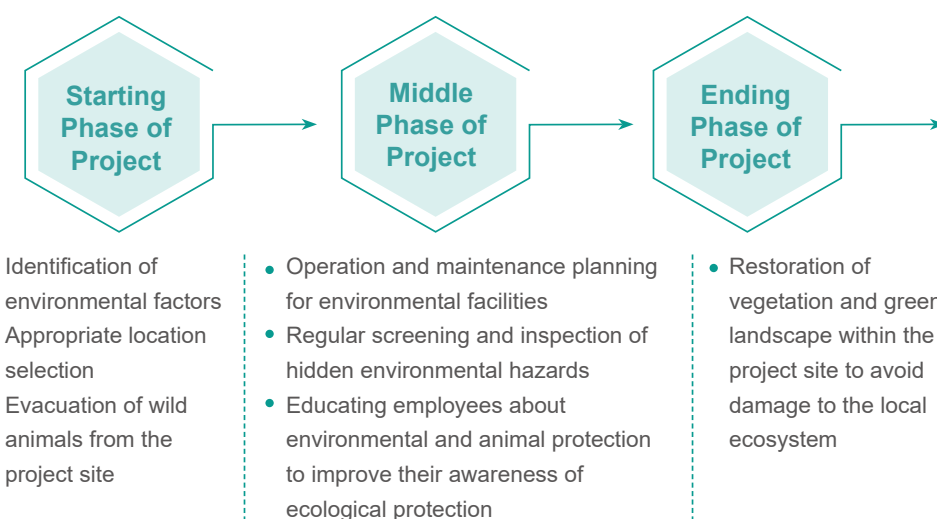 Starting
Phase of
Project
Middle
Phase of
Project
Ending
Phase of
Project
Identification of
environmental factors
Appropriate location
selection
Evacuation of wild
animals from the
project site
Operation and maintenance planning
for environmental facilities
Regular screening and inspection of
hidden environmental hazards
Educating employees about
environmental and animal protection
to improve their awareness of
ecological protection
Restoration of
vegetation and green
landscape within the
project site to avoid
damage to the local
ecosystem